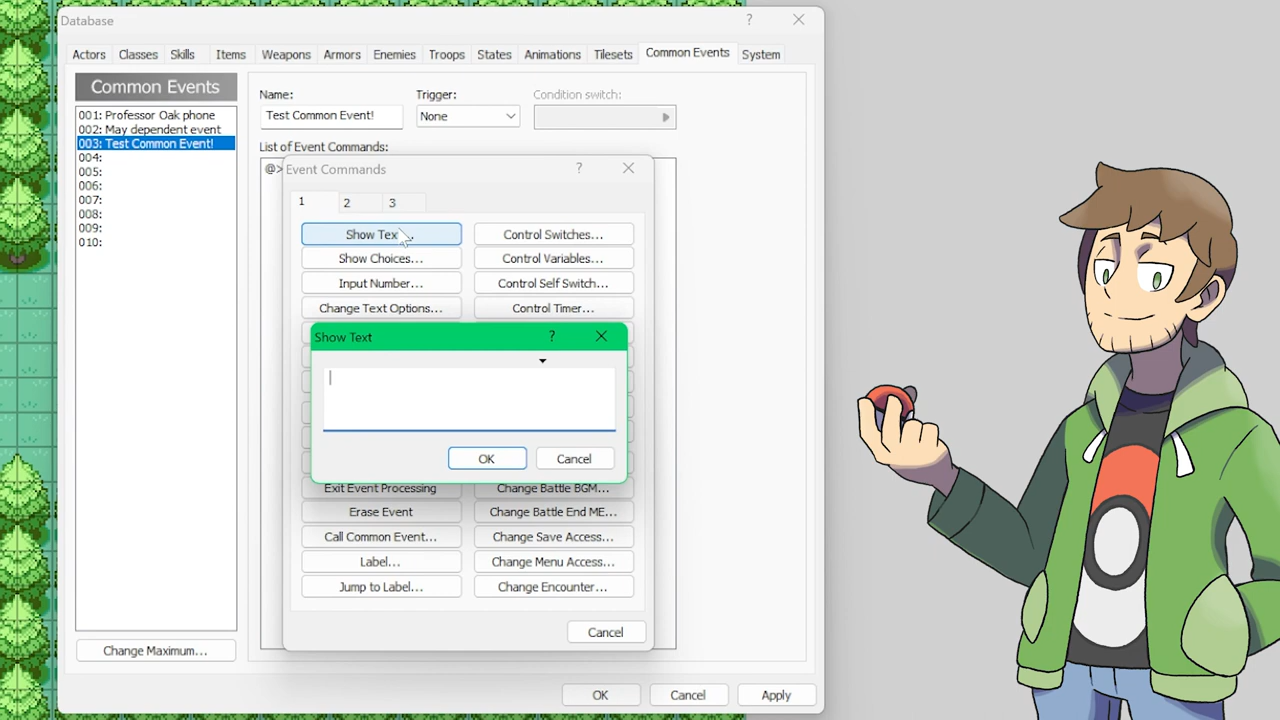 Database
?
Actors Classes Skills Items Weapons Armors Enemies Troops States Animations Tilesets Common Events System
Common Events
001: Professor Oak phone
002: May dependent event
003: Test Common Event!
004:
005:
006:
007:
008:
009:
010:
Change Maximum...
Name:
Trigger:
Condition switch:
Test Common Event!
None
List of Event Commands:
@>
Event Commands
?
1 2 3
Show Tex
Control Switches...
Show Choices...
Control Variables...
Input Number...
Control Self Switch...
Change Text Options...
Control Timer...
Show Text
?
OK
Cancel
Exit Event Processing
Change Battle BGM...
Erase Event
Change Battle End ME...
Call Common Event...
Change Save Access...
Label...
Change Menu Access...
Jump to Label...
Change Encounter...
Cancel
OK
Cancel
Apply